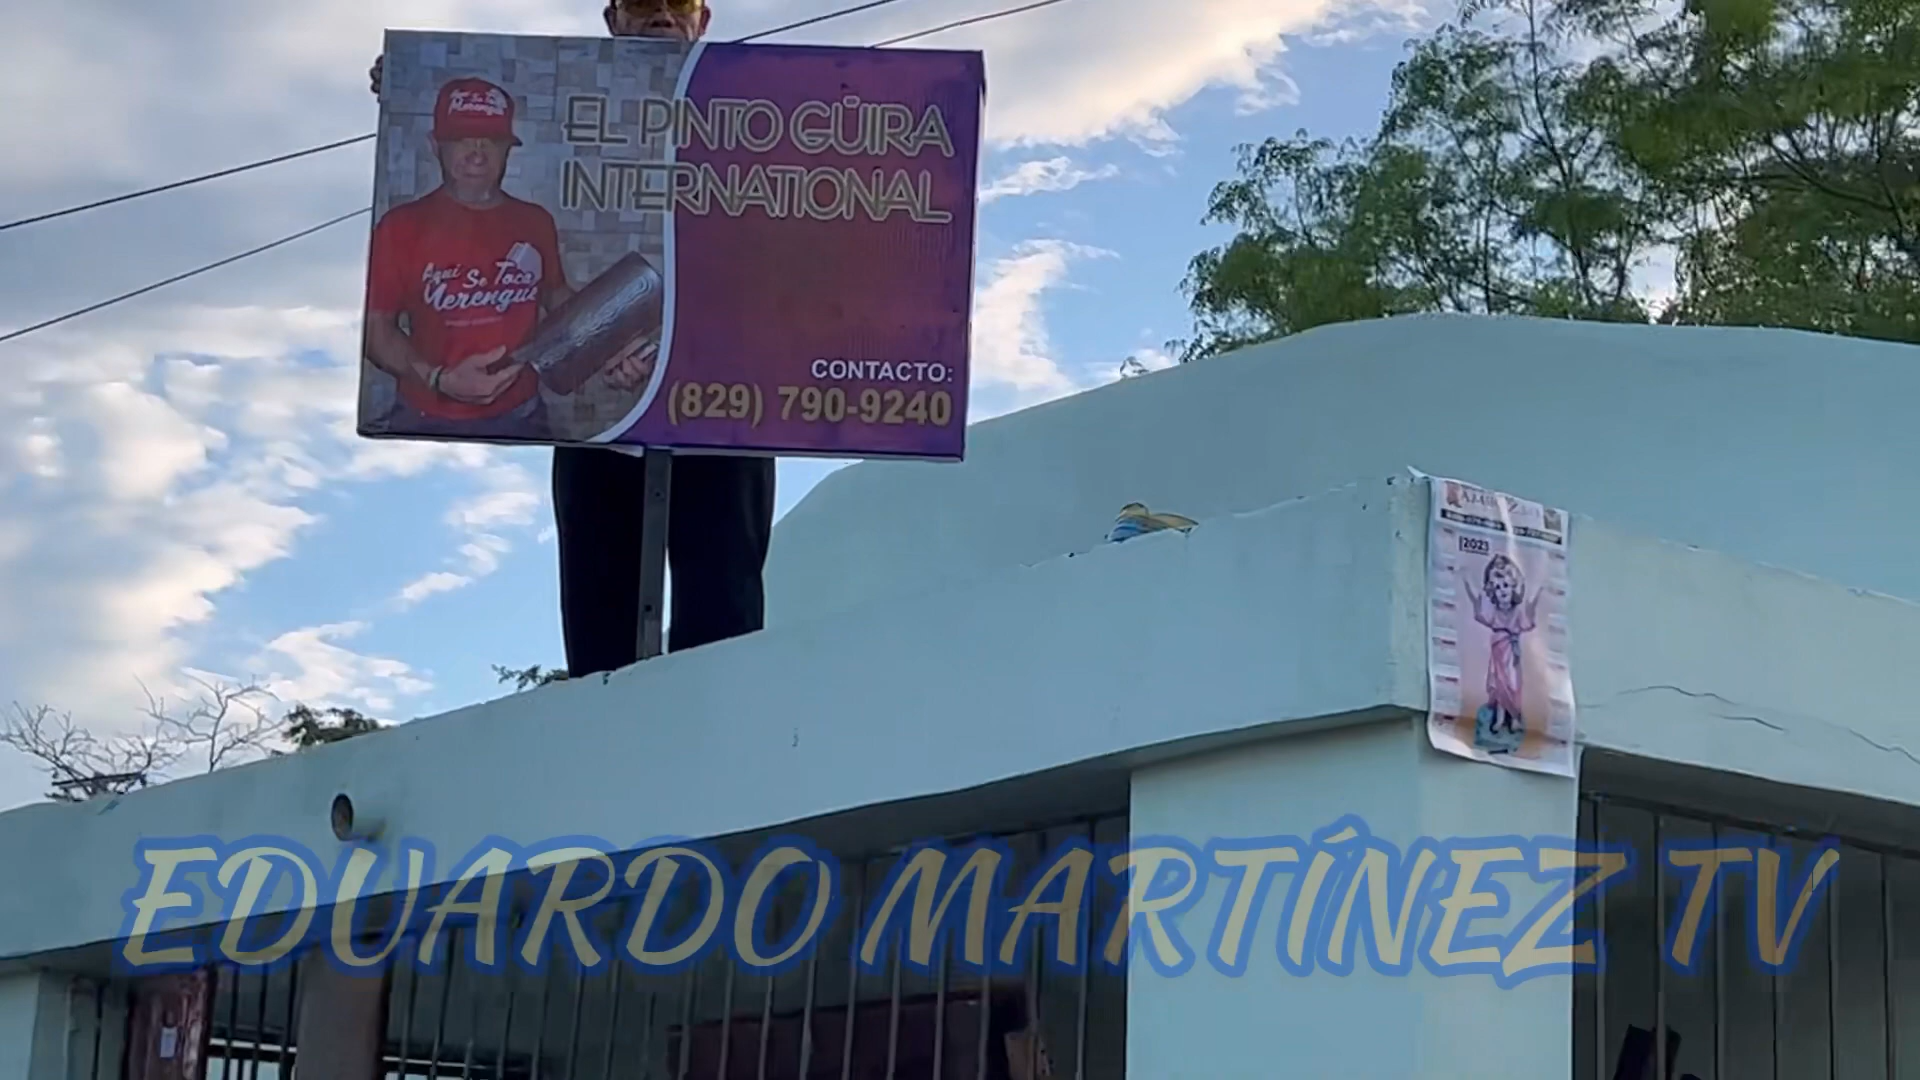 EL PINTO GÜIRA
INTERNATIONAL
Aquí
Se Toca
Merengue
CONTACTO:
(829) 790-9240
2023
EDUARDO MARTÍNEZ TV